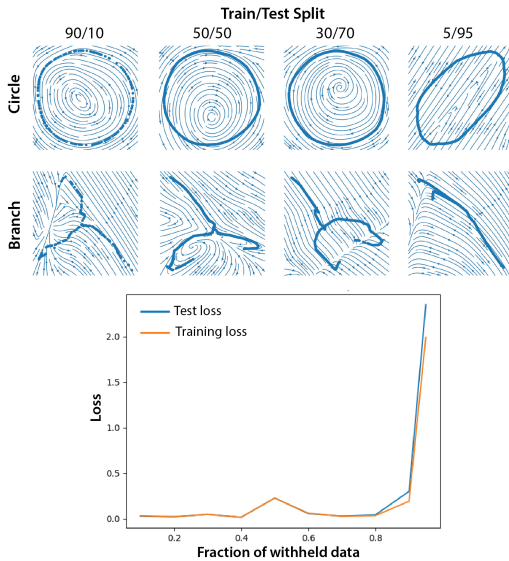 Train/Test Split
90/10 50/50 30/70 5/95
Circle
Branch
Test loss
Training loss
2.0
1.5
1.0
0.5
0.0
Loss
0.2 0.4 0.6 0.8
Fraction of withheld data